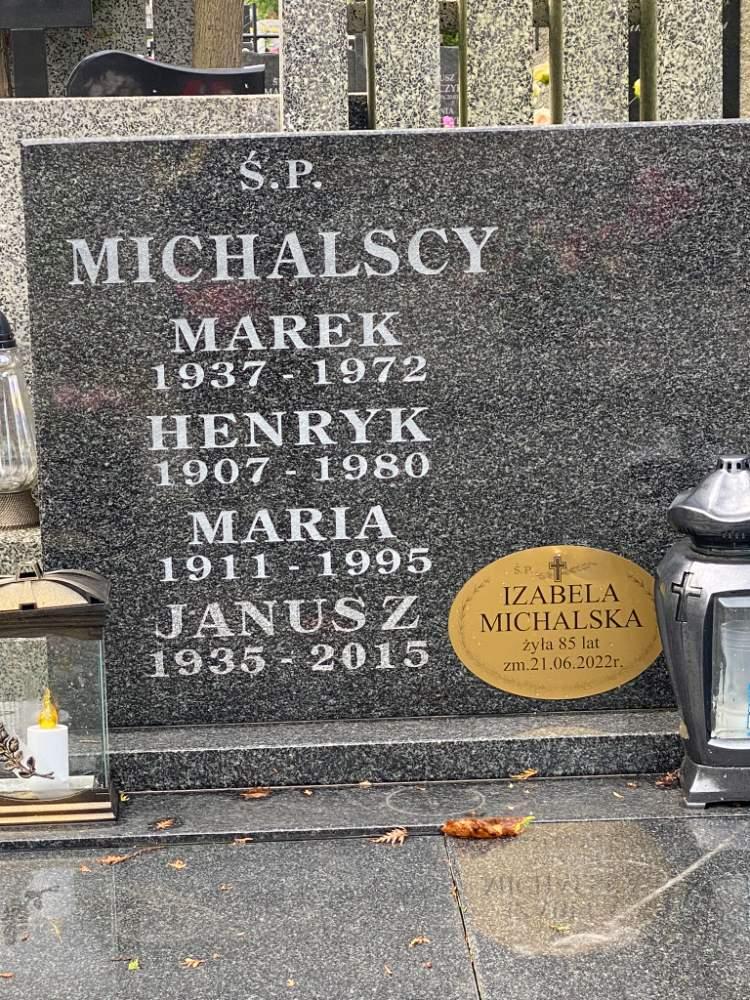 Ś.P.
MICHALSCY
MAREK
1937 - 1972
HENRYK
1907 - 1980
MARIA
1911 - 1995
JANUSZ
1935 - 2015
Ś.P.
IZABELA
MICHALSKA
żyła 85 lat
zm.21.06.2022r.